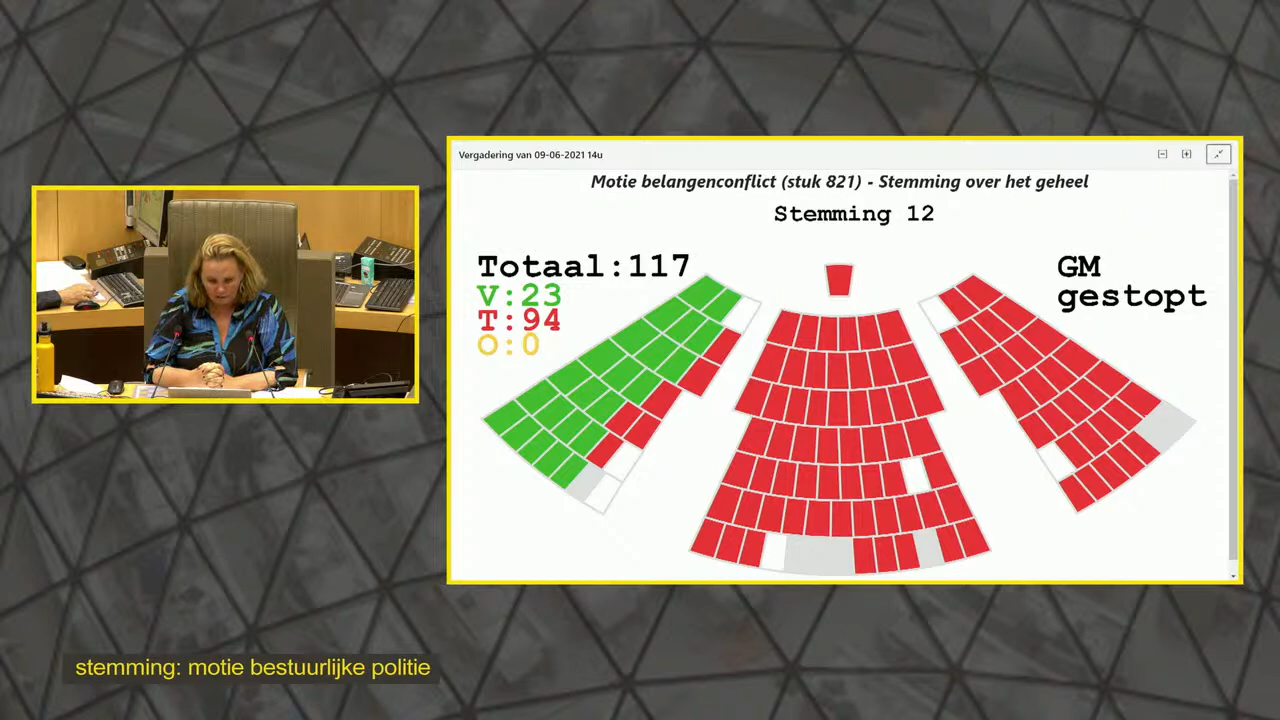 Vergadering van 09-06-2021 14u
Motie belangenconflict (stuk 821) - Stemming over het geheel
Stemming 12
Totaal:117
V:23
T:94
O:0
GM
gestopt
stemming: motie bestuurlijke politie